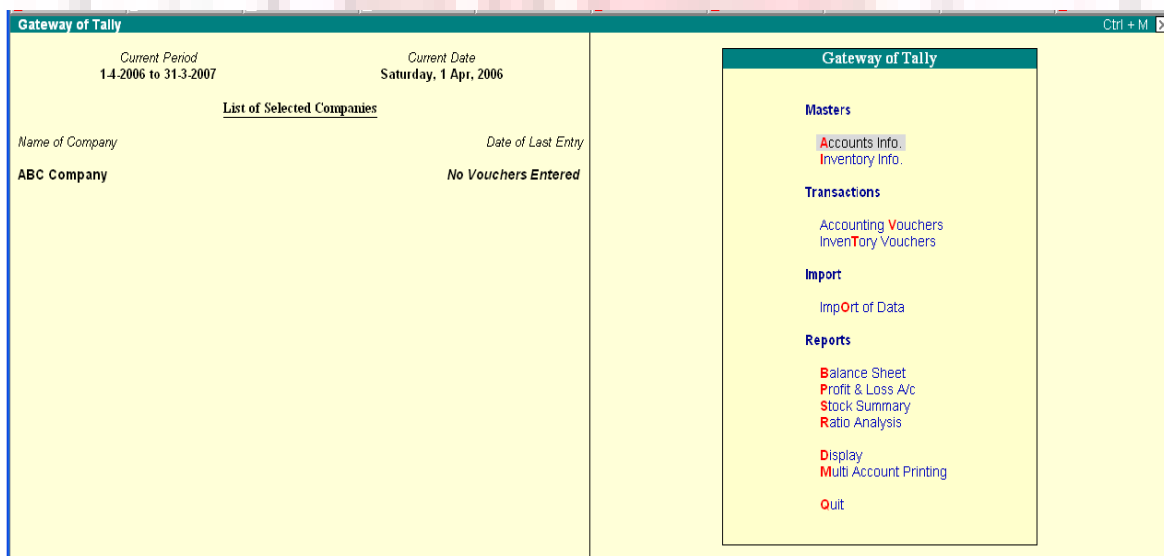 Gateway of Tally
Ctrl + M
Current Period
1-4-2006 to 31-3-2007
Current Date
Saturday, 1 Apr, 2006
List of Selected Companies
Name of Company
Date of Last Entry
ABC Company
No Vouchers Entered
Gateway of Tally
Masters
Accounts Info.
Inventory Info.
Transactions
Accounting Vouchers
InvenTory Vouchers
Import
ImpOrt of Data
Reports
Balance Sheet
Profit & Loss A/c
Stock Summary
Ratio Analysis
Display
Multi Account Printing
Quit